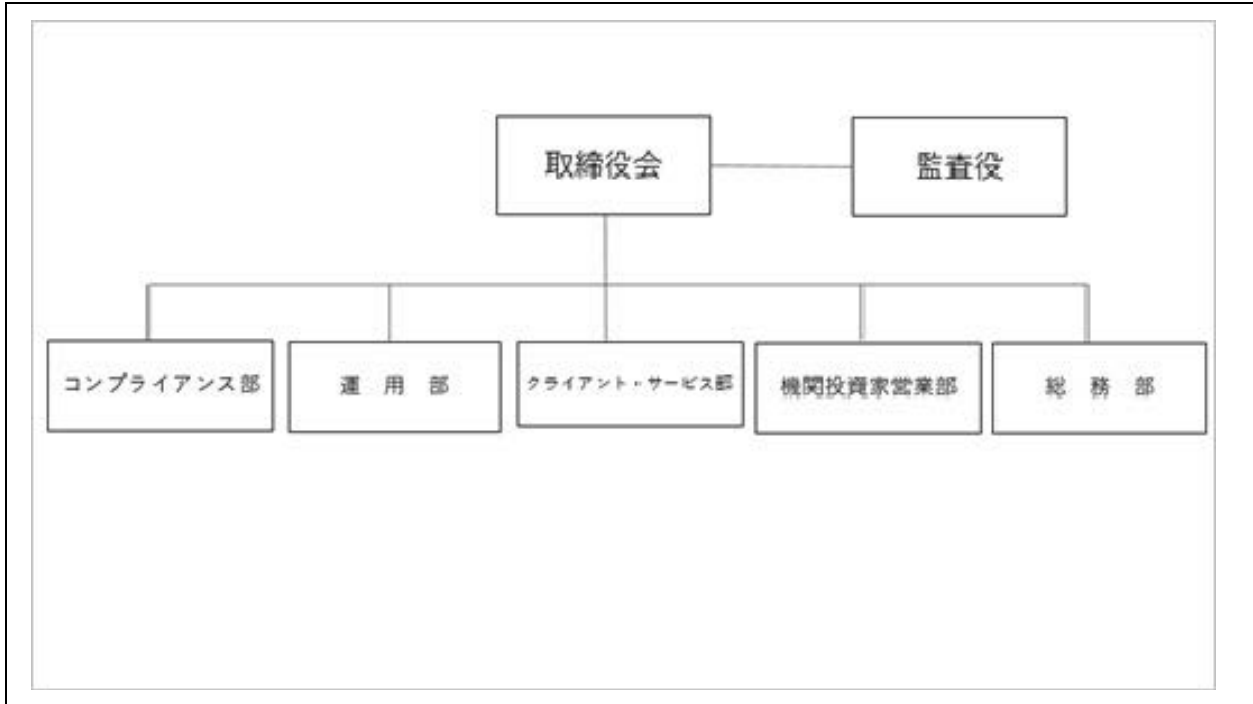 取締役会
監査役
コンプライアンス部
運 用 部
クライアント・サービス部
機関投資家営業部
総 務 部